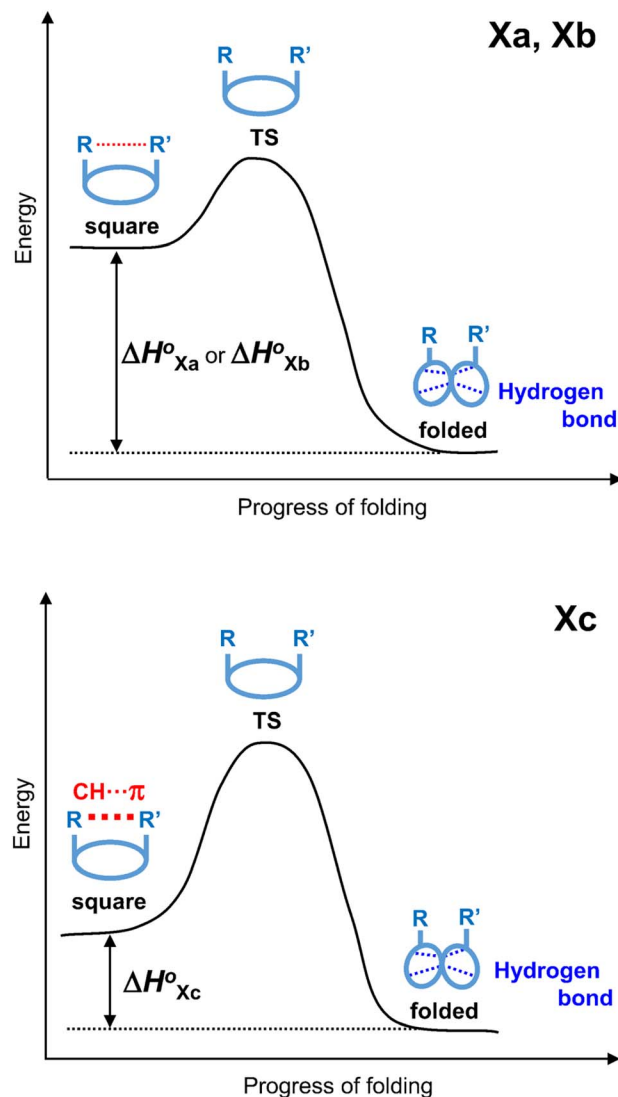 Xa, Xb
R R'
TS
R R'
square
Energy
ΔH°Xa or ΔH°Xb
R R'
Hydrogen
bond
folded
Progress of folding
Xc
R R'
TS
CH···π
R R'
square
Energy
ΔH°Xc
R R'
Hydrogen
bond
folded
Progress of folding